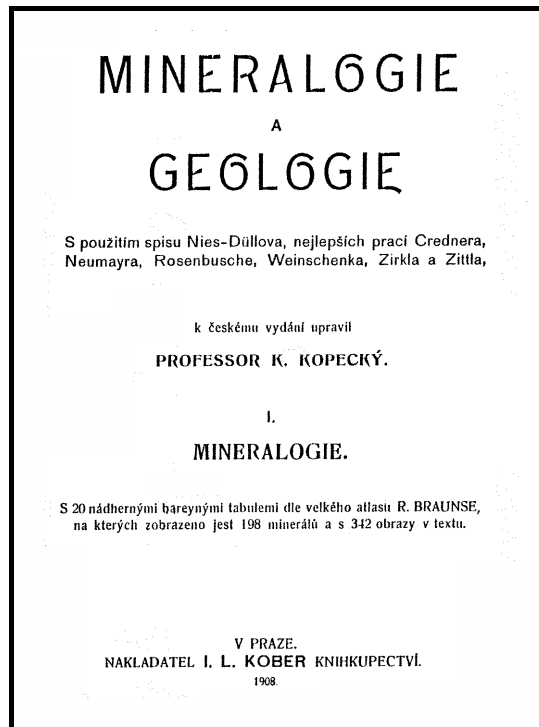 MINERALOGIE
A
GEOLOGIE
S použitím spisu Nies-Düllova, nejlepších prací Crednera,
Neumayra, Rosenbusche, Weinschenka, Zirkla a Zittla,
k českému vydání upravil
PROFESSOR K. KOPECKÝ.
I.
MINERALOGIE.
S 20 nádhernými barevnými tabulemi dle velkého atlasu R. BRAUNSE,
na kterých zobrazeno jest 198 minerálů a s 342 obrazy v textu.
V PRAZE.
NAKLADATEL I. L. KOBER KNIHKUPECTVÍ.
1908.